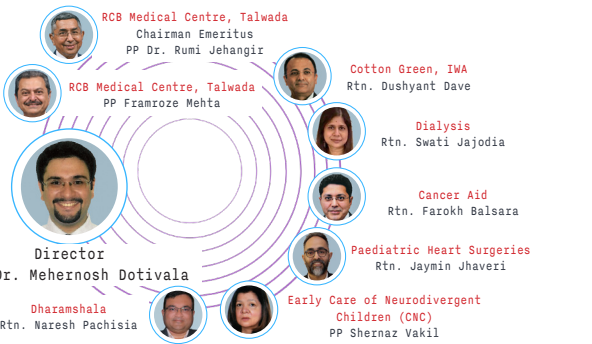 RCB Medical Centre, Talwada
Chairman Emeritus
PP Dr. Rumi Jehangir
RCB Medical Centre, Talwada
PP Framroze Mehta
Cotton Green, IWA
Rtn. Dushyant Dave
Dialysis
Rtn. Swati Jajodia
Cancer Aid
Rtn. Farokh Balsara
Paediatric Heart Surgeries
Rtn. Jaymin Jhaveri
Early Care of Neurodivergent
Children (CNC)
PP Shernaz Vakil
Director
Dr. Mehernosh Dotivala
Dharamshala
Rtn. Naresh Pachisia